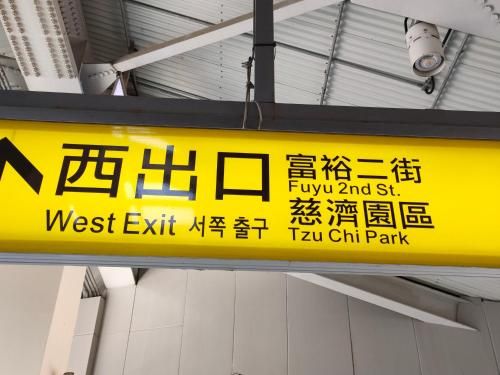 西出口
West Exit 서쪽 출구
富裕二街
Fuyu 2nd St.
慈濟園區
Tzu Chi Park